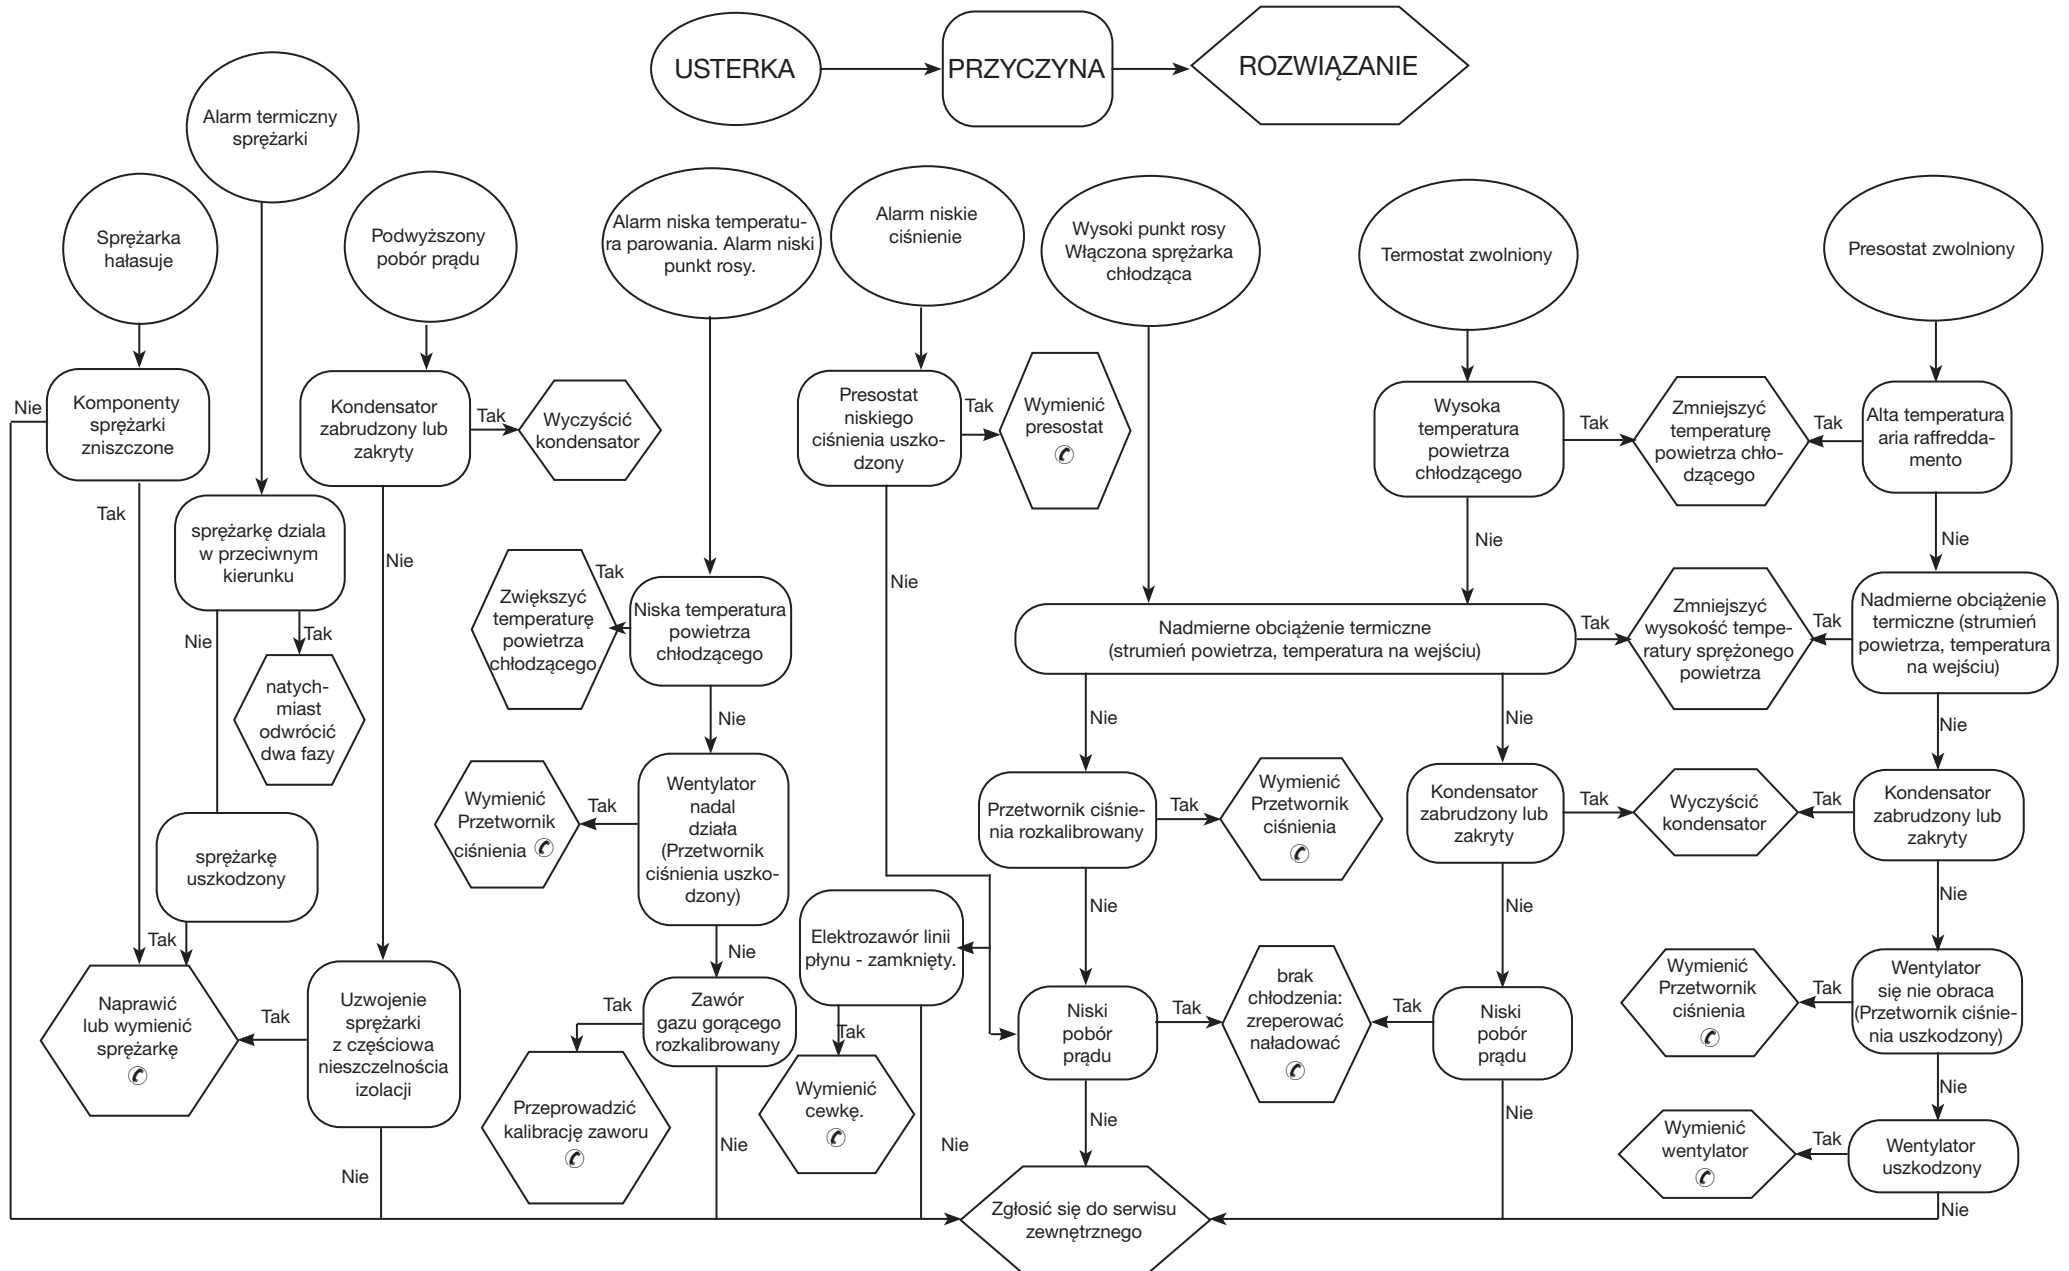 USTERKA
PRZYCZYNA
ROZWIĄZANIE
Alarm termiczny
sprężarki
Sprężarka
hałasuje
Podwyższony
pobór prądu
Alarm niska temperatu-
ra parowania. Alarm niski
punkt rosy.
Alarm niskie
ciśnienie
Wysoki punkt rosy
Włączona sprężarka
chłodząca
Termostat zwolniony
Presostat zwolniony
Nie
Komponenty
sprężarki
zniszczone
Tak
Kondensator
zabrudzony lub
zakryty
Tak
Wyczyścić
kondensator
Presostat
niskiego
ciśnienia uszko-
dzony
Tak
Wymienić
presostat
Wysoka
temperatura
powietrza
chłodzącego
Tak
Zmniejszyć
temperaturę
powietrza chło-
dzącego
Tak
Alta temperatura
aria raffredda-
mento
sprężarkę dziala
w przeciwnym
kierunku
Nie
Tak
Nie
natych-
miast
odwrócić
dwa fazy
Zwiększyć
temperaturę
powietrza
chłodzącego
Tak
Niska temperatura
powietrza
chłodzącego
Nie
Nie
Nie
Nie
Nadmierne obciążenie termiczne
(strumień powietrza, temperatura na wejściu)
Tak
Zmniejszyć
wysokość tempe-
ratury sprężonego
powietrza
Tak
Nadmierne obciążenie
termiczne (strumień
powietrza, temperatura
na wejściu)
Nie
Nie
Nie
Wymienić
Przetwornik
ciśnienia
Tak
Wentylator
nadal
działa
(Przetwornik
ciśnienia uszko-
dzony)
Nie
Przetwornik ciśnie-
nia rozkalibrowany
Tak
Wymienić
Przetwornik
ciśnienia
Kondensator
zabrudzony lub
zakryty
Tak
Wyczyścić
kondensator
Tak
Kondensator
zabrudzony lub
zakryty
sprężarkę
uszkodzony
Tak
Nie
Nie
Nie
Naprawić
lub wymienić
sprężarkę
Tak
Uzwojenie
sprężarki
z częściowa
nieszczelnościa
izolacji
Nie
Tak
Zawór
gazu gorącego
rozkalibrowany
Przeprowadzić
kalibrację zaworu
Nie
Elektrozawór linii
płynu - zamknięty.
Tak
Wymienić
cewkę.
Nie
Niski
pobór
prądu
Tak
brak
chłodzenia:
zreperować
naładować
Tak
Niski
pobór
prądu
Nie
Nie
Wymienić
Przetwornik
ciśnienia
Tak
Wentylator
się nie obraca
(Przetwornik ciśnie-
nia uszkodzony)
Nie
Wymienić
wentylator
Tak
Wentylator
uszkodzony
Nie
Zgłosić się do serwisu
zewnętrznego